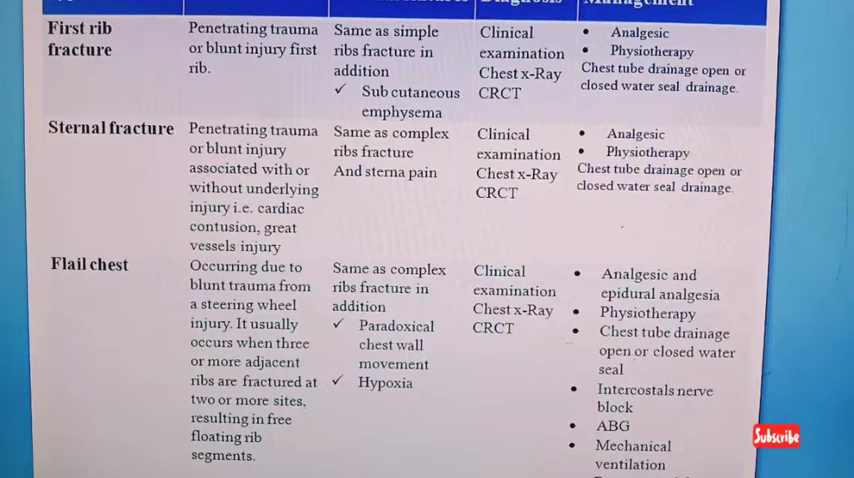 Diagnosis
Management
First rib
fracture
Penetrating trauma
or blunt injury first
rib.
Same as simple
ribs fracture in
addition
✓ Sub cutaneous
emphysema
Clinical
examination
Chest x-Ray
CRCT
• Analgesic
• Physiotherapy
Chest tube drainage open or
closed water seal drainage.
Sternal fracture
Penetrating trauma
or blunt injury
associated with or
without underlying
injury i.e. cardiac
contusion, great
vessels injury
Same as complex
ribs fracture
And sterna pain
Clinical
examination
Chest x-Ray
CRCT
• Analgesic
• Physiotherapy
Chest tube drainage open or
closed water seal drainage.
Flail chest
Occurring due to
blunt trauma from
a steering wheel
injury. It usually
occurs when three
or more adjacent
ribs are fractured at
two or more sites,
resulting in free
floating rib
segments.
Same as complex
ribs fracture in
addition
✓ Paradoxical
chest wall
movement
✓ Hypoxia
Clinical
examination
Chest x-Ray
CRCT
• Analgesic and
epidural analgesia
• Physiotherapy
• Chest tube drainage
open or closed water
seal
• Intercostals nerve
block
• ABG
• Mechanical
ventilation
Subscribe